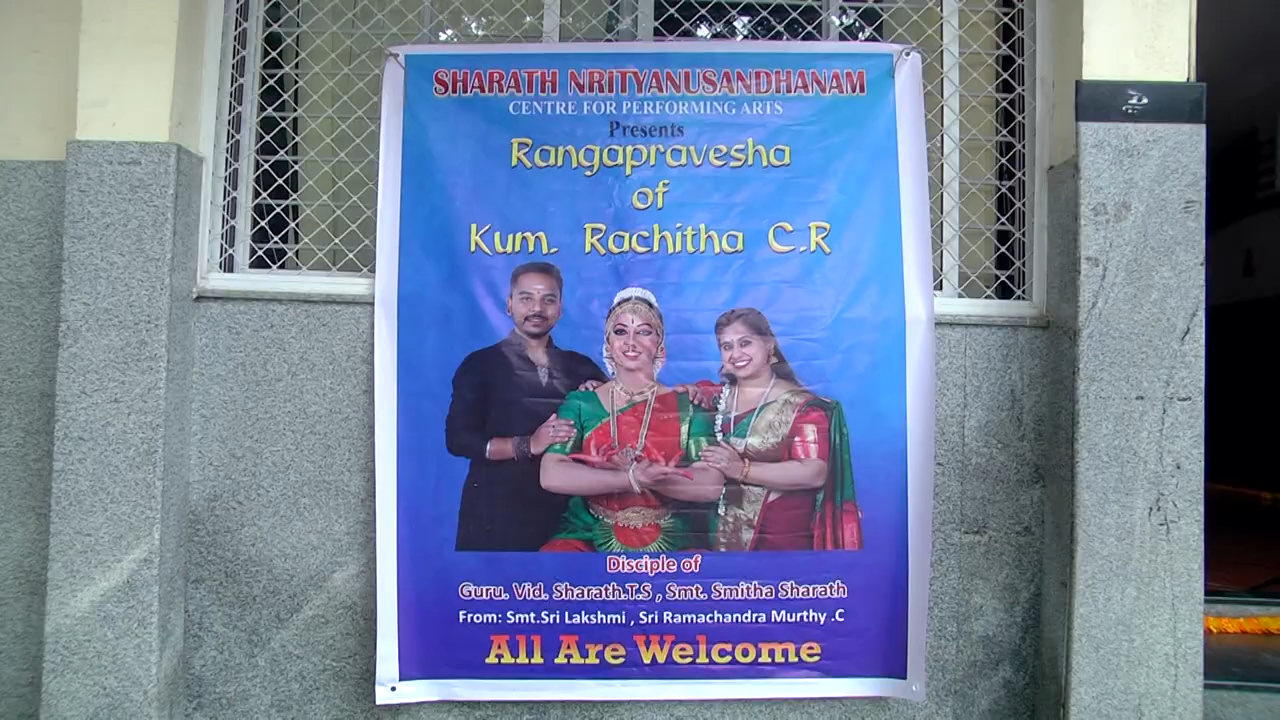 SHARATH NRITYANUSANDHANAM
CENTRE FOR PERFORMING ARTS
Presents
Rangapravesha
of
Kum. Rachitha C.R
Disciple of
Guru. Vid. Sharath.T.S , Smt. Smitha Sharath
From: Smt.Sri Lakshmi , Sri Ramachandra Murthy .C
All Are Welcome